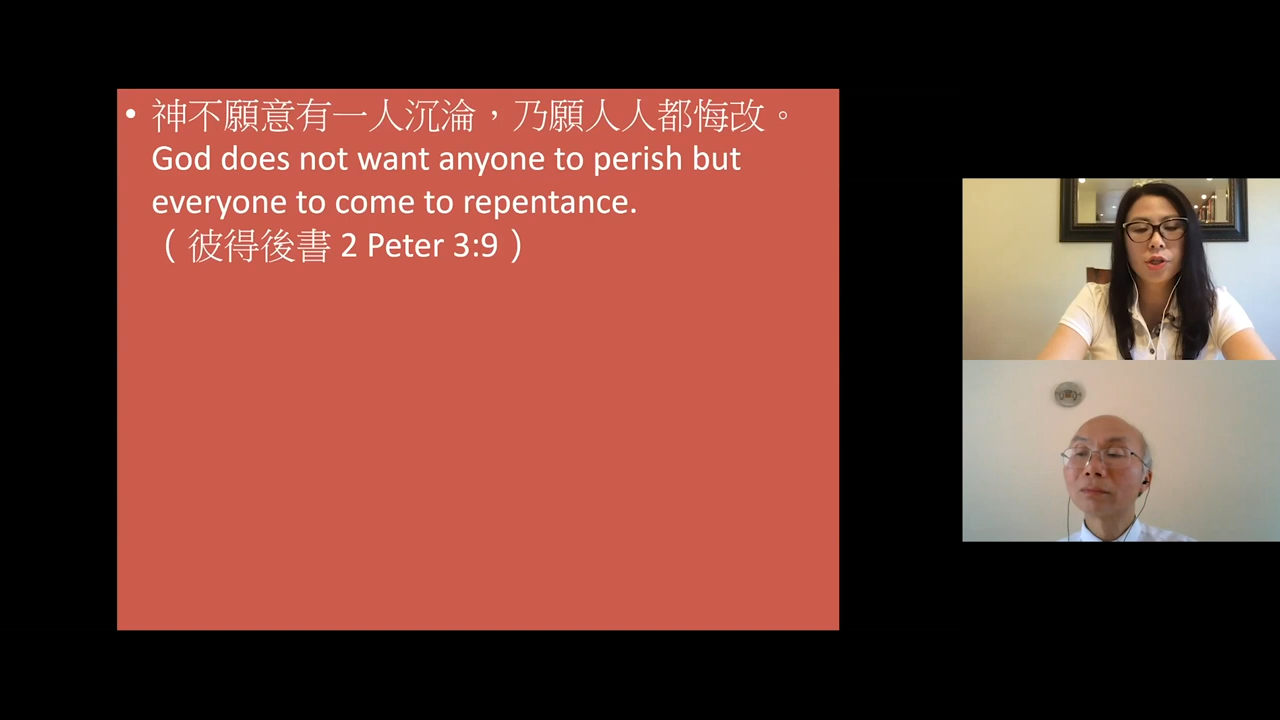 • 神不願意有一人沉淪，乃願人人都悔改。
God does not want anyone to perish but
everyone to come to repentance.
（彼得後書 2 Peter 3:9）